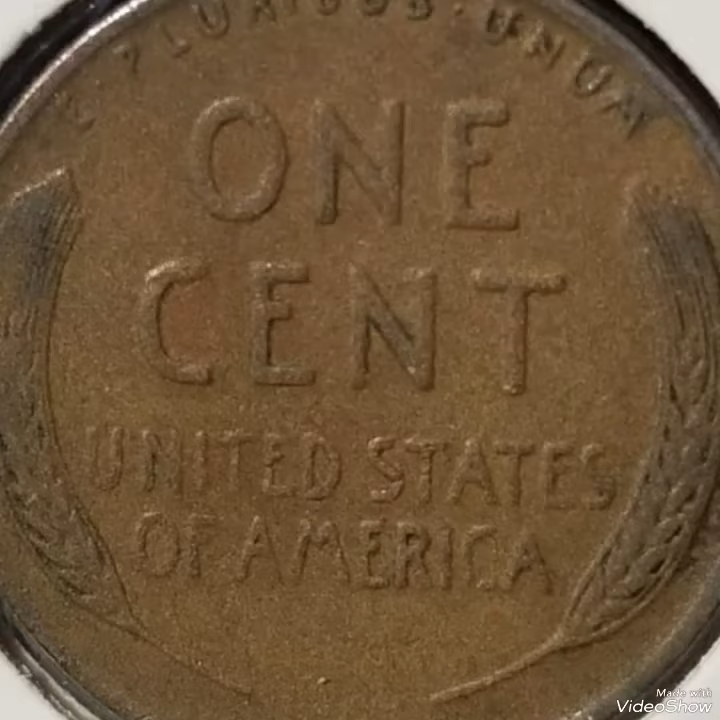 E · PLURIBUS · UNUM
ONE
CENT
UNITED STATES
OF AMERICA
Made with
VideoShow